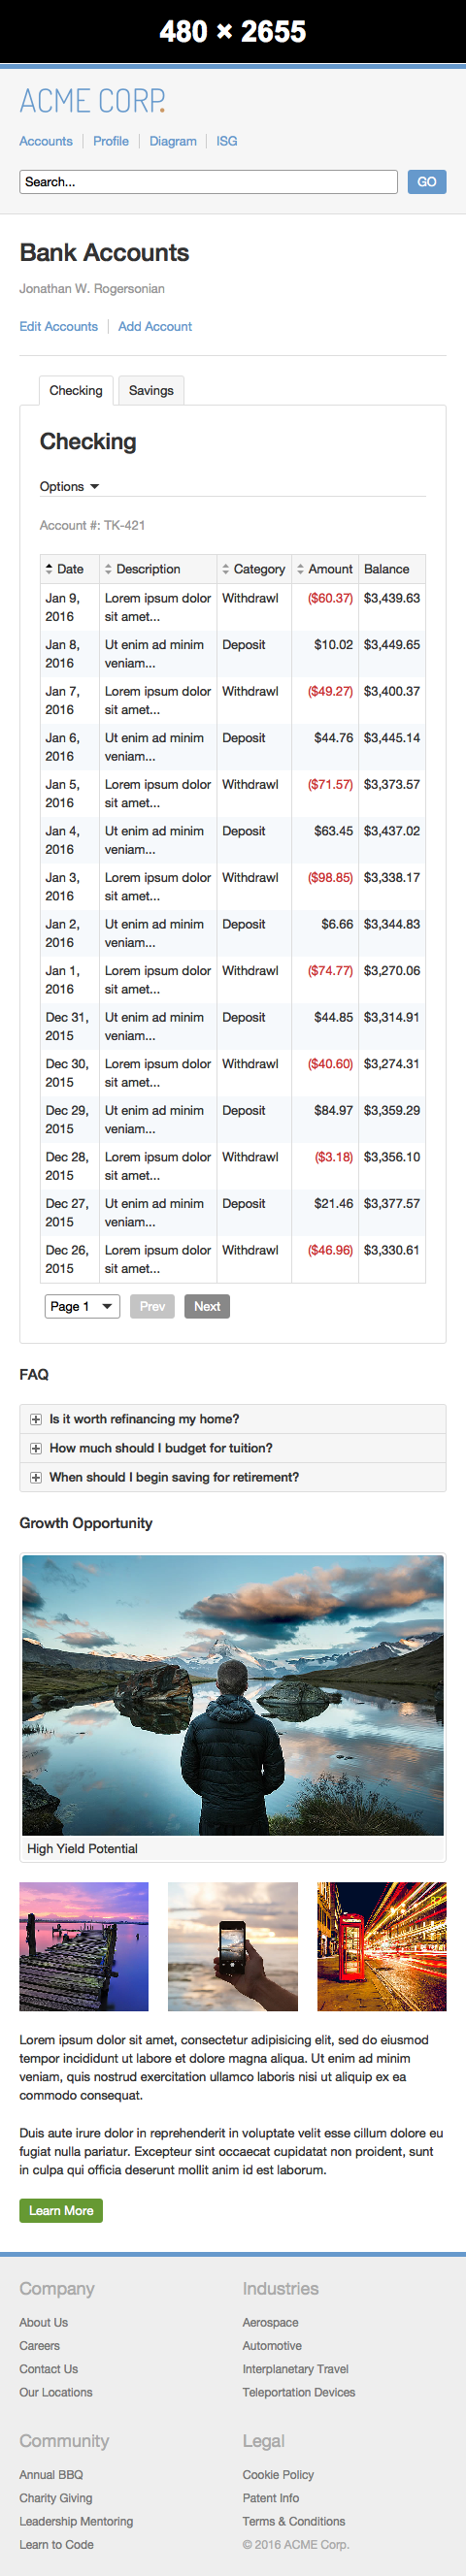 480 × 2655
ACME CORP.
Accounts Profile Diagram ISG
Search... GO
Bank Accounts
Jonathan W. Rogersonian
Edit Accounts Add Account
Checking Savings
Checking
Options
Account #: TK-421
Date Description Category Amount Balance
Jan 9, Lorem ipsum dolor Withdrawl ($60.37) $3,439.63
2016 sit amet...
Jan 8, Ut enim ad minim Deposit $10.02 $3,449.65
2016 veniam...
Jan 7, Lorem ipsum dolor Withdrawl ($49.27) $3,400.37
2016 sit amet...
Jan 6, Ut enim ad minim Deposit $44.76 $3,445.14
2016 veniam...
Jan 5, Lorem ipsum dolor Withdrawl ($71.57) $3,373.57
2016 sit amet...
Jan 4, Ut enim ad minim Deposit $63.45 $3,437.02
2016 veniam...
Jan 3, Lorem ipsum dolor Withdrawl ($98.85) $3,338.17
2016 sit amet...
Jan 2, Ut enim ad minim Deposit $6.66 $3,344.83
2016 veniam...
Jan 1, Lorem ipsum dolor Withdrawl ($74.77) $3,270.06
2016 sit amet...
Dec 31, Ut enim ad minim Deposit $44.85 $3,314.91
2015 veniam...
Dec 30, Lorem ipsum dolor Withdrawl ($40.60) $3,274.31
2015 sit amet...
Dec 29, Ut enim ad minim Deposit $84.97 $3,359.29
2015 veniam...
Dec 28, Lorem ipsum dolor Withdrawl ($3.18) $3,356.10
2015 sit amet...
Dec 27, Ut enim ad minim Deposit $21.46 $3,377.57
2015 veniam...
Dec 26, Lorem ipsum dolor Withdrawl ($46.96) $3,330.61
2015 sit amet...
Page 1 Prev Next
FAQ
Is it worth refinancing my home?
How much should I budget for tuition?
When should I begin saving for retirement?
Growth Opportunity
High Yield Potential
Lorem ipsum dolor sit amet, consectetur adipisicing elit, sed do eiusmod
tempor incididunt ut labore et dolore magna aliqua. Ut enim ad minim
veniam, quis nostrud exercitation ullamco laboris nisi ut aliquip ex ea
commodo consequat.
Duis aute irure dolor in reprehenderit in voluptate velit esse cillum dolore eu
fugiat nulla pariatur. Excepteur sint occaecat cupidatat non proident, sunt
in culpa qui officia deserunt mollit anim id est laborum.
Learn More
Company
About Us
Careers
Contact Us
Our Locations
Industries
Aerospace
Automotive
Interplanetary Travel
Teleportation Devices
Community
Annual BBQ
Charity Giving
Leadership Mentoring
Learn to Code
Legal
Cookie Policy
Patent Info
Terms & Conditions
© 2016 ACME Corp.